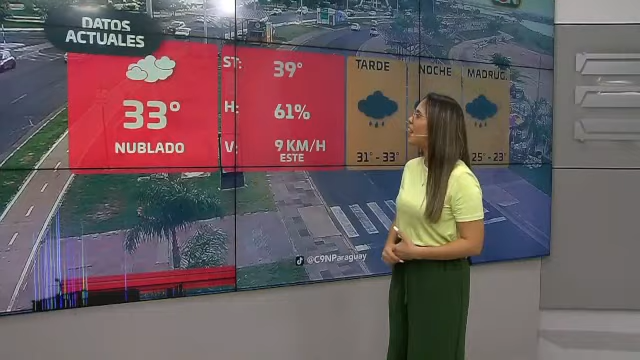 DATOS
ACTUALES
33°
NUBLADO
ST: 39°
H: 61%
V: 9 KM/H
ESTE
TARDE
31° - 33°
NOCHE
MADRUG.
25° - 23°
@C9NParaguay